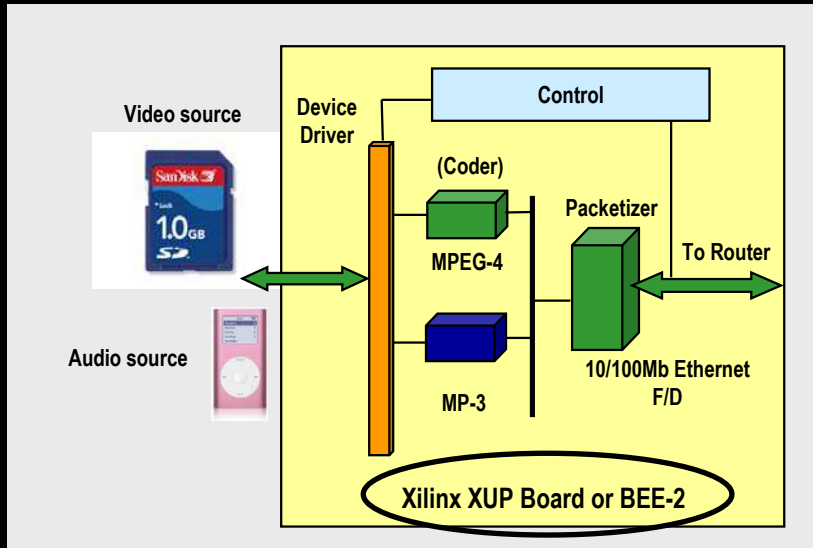 Video source
Device
Driver
Control
SanDisk
Lock
1.0GB
SD
(Coder)
MPEG-4
Packetizer
To Router
Audio source
MP-3
10/100Mb Ethernet
F/D
Xilinx XUP Board or BEE-2